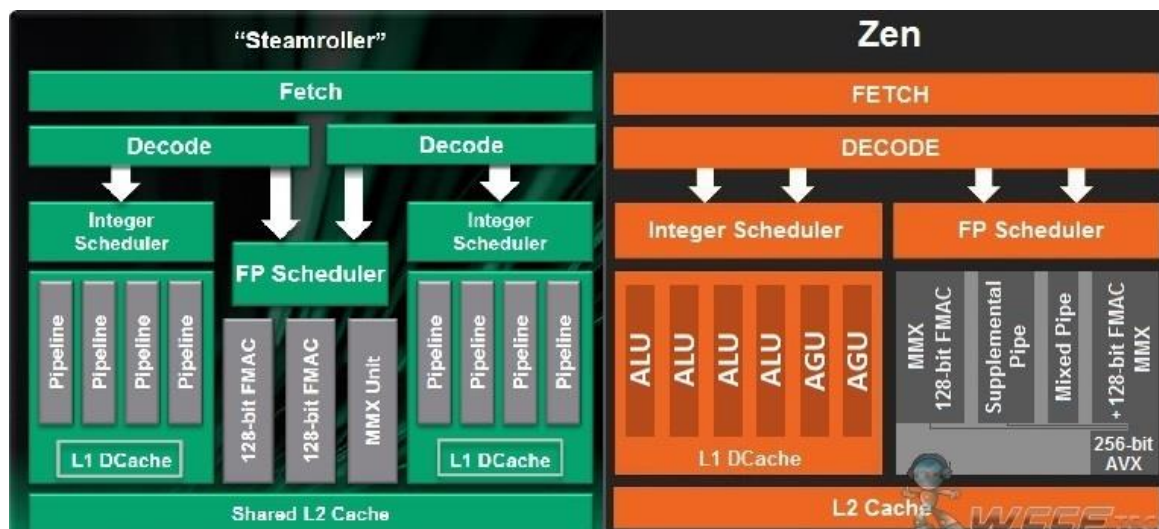 "Steamroller"
Fetch
Decode
Decode
Integer
Scheduler
FP Scheduler
Integer
Scheduler
Pipeline
Pipeline
Pipeline
Pipeline
L1 DCache
128-bit FMAC
128-bit FMAC
MMX Unit
Pipeline
Pipeline
Pipeline
Pipeline
L1 DCache
Shared L2 Cache
Zen
FETCH
DECODE
Integer Scheduler
FP Scheduler
ALU
ALU
ALU
ALU
AGU
AGU
L1 DCache
MMX
128-bit FMAC
Supplemental
Pipe
Mixed Pipe
+128-bit FMAC
MMX
256-bit
AVX
L2 Cache